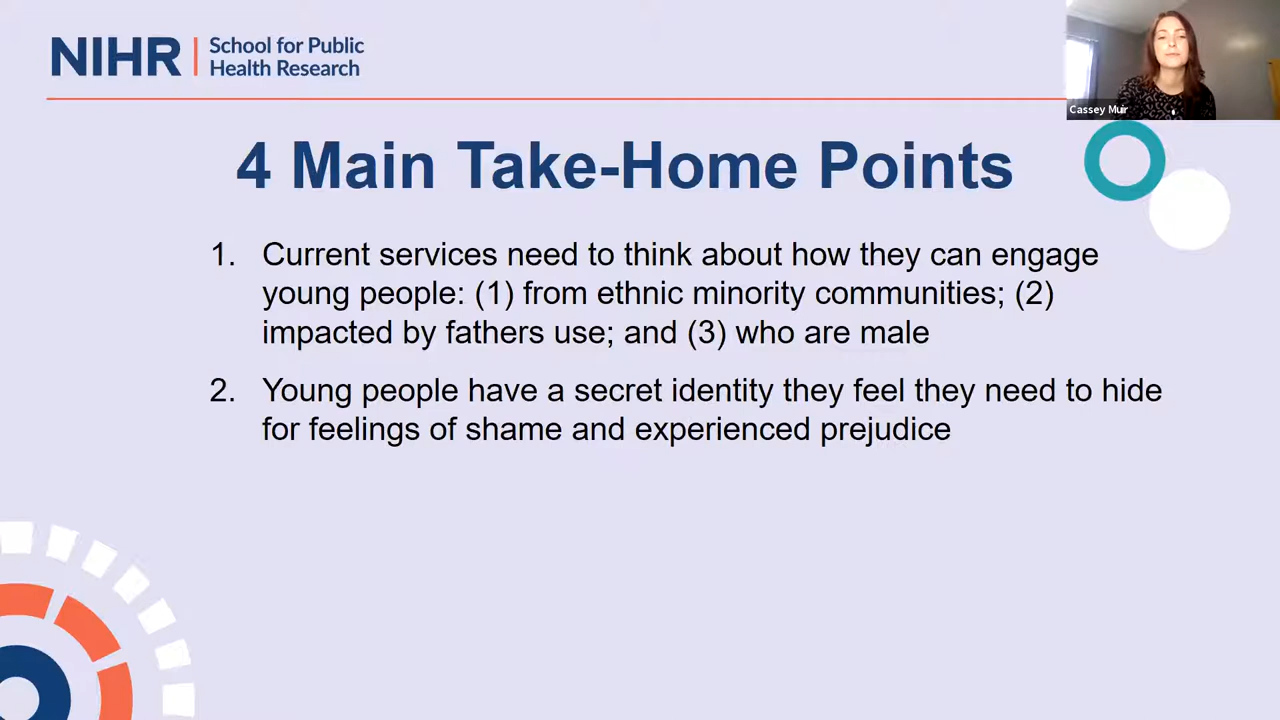 NIHR
School for Public
Health Research
Cassey Muir
4 Main Take-Home Points
1. Current services need to think about how they can engage
young people: (1) from ethnic minority communities; (2)
impacted by fathers use; and (3) who are male
2. Young people have a secret identity they feel they need to hide
for feelings of shame and experienced prejudice